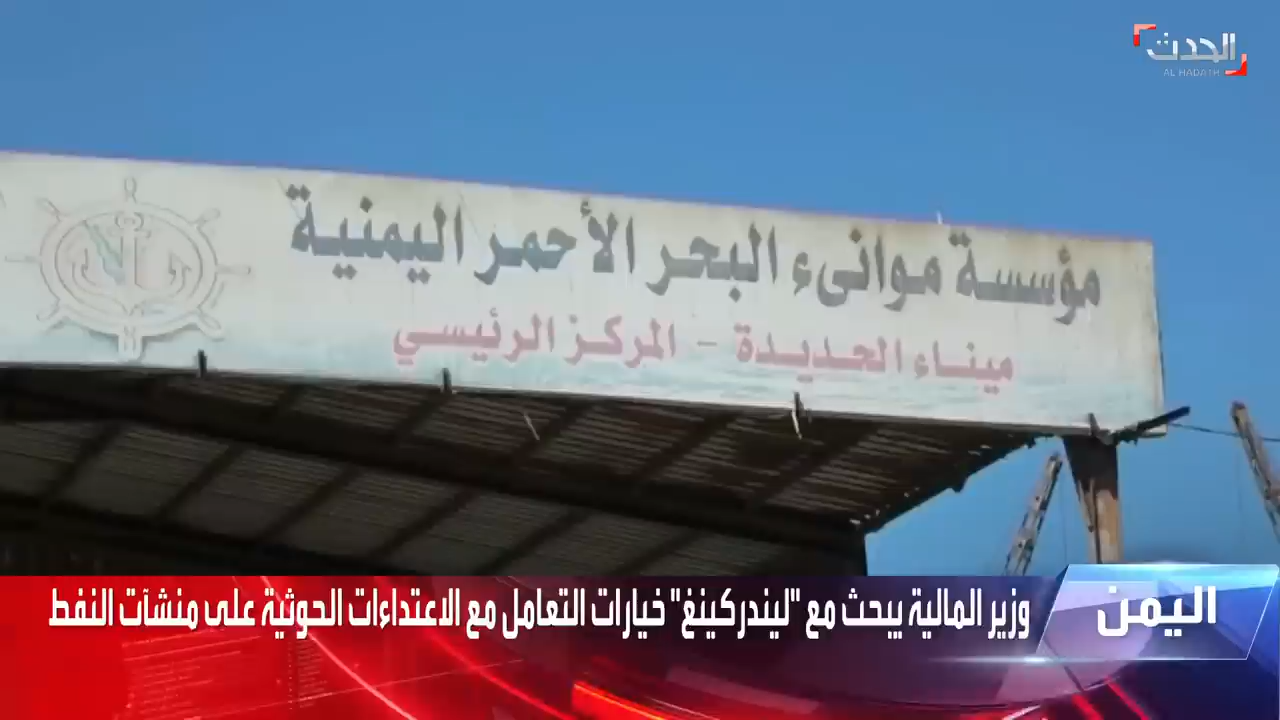 الحدث
AL HADATH
مؤسسة موانىء البحر الأحمر اليمنية
ميناء الحديدة - المركز الرئيسي
اليمن
وزير المالية يبحث مع "ليندركينغ" خيارات التعامل مع الاعتداءات الحوثية على منشآت النفط